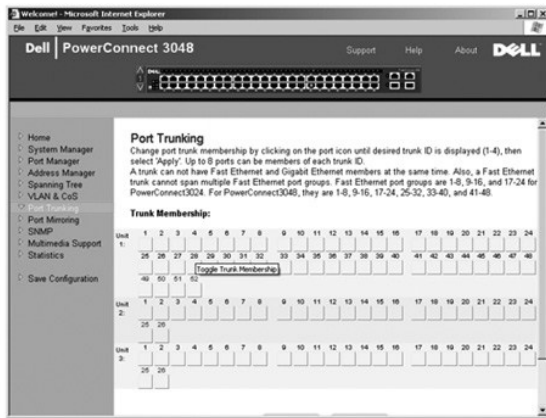 Welcome! - Microsoft Internet Explorer
File Edit View Favorites Tools Help
Dell | PowerConnect 3048
Support Help About DELL
Home
System Manager
Port Manager
Address Manager
Spanning Tree
VLAN & CoS
Port Trunking
Port Mirroring
SNMP
Multimedia Support
Statistics
Save Configuration
Port Trunking
Change port trunk membership by clicking on the port icon until desired trunk ID is displayed (1-4), then
select 'Apply'. Up to 8 ports can be members of each trunk ID.
A trunk can not have Fast Ethernet and Gigabit Ethernet members at the same time. Also, a Fast Ethernet
trunk cannot span multiple Fast Ethernet port groups. Fast Ethernet port groups are 1-8, 9-16, and 17-24 for
PowerConnect3024. For PowerConnect3048, they are 1-8, 9-16, 17-24, 25-32, 33-40, and 41-48.
Trunk Membership:
Unit 1: 1 2 3 4 5 6 7 8 9 10 11 12 13 14 15 16 17 18 19 20 21 22 23 24
25 26 27 28 29 30 31 32 33 34 35 36 37 38 39 40 41 42 43 44 45 46 47 48
Toggle Trunk Membership
49 50 51 52
Unit 2: 1 2 3 4 5 6 7 8 9 10 11 12 13 14 15 16 17 18 19 20 21 22 23 24
25 26
Unit 3: 1 2 3 4 5 6 7 8 9 10 11 12 13 14 15 16 17 18 19 20 21 22 23 24
25 26